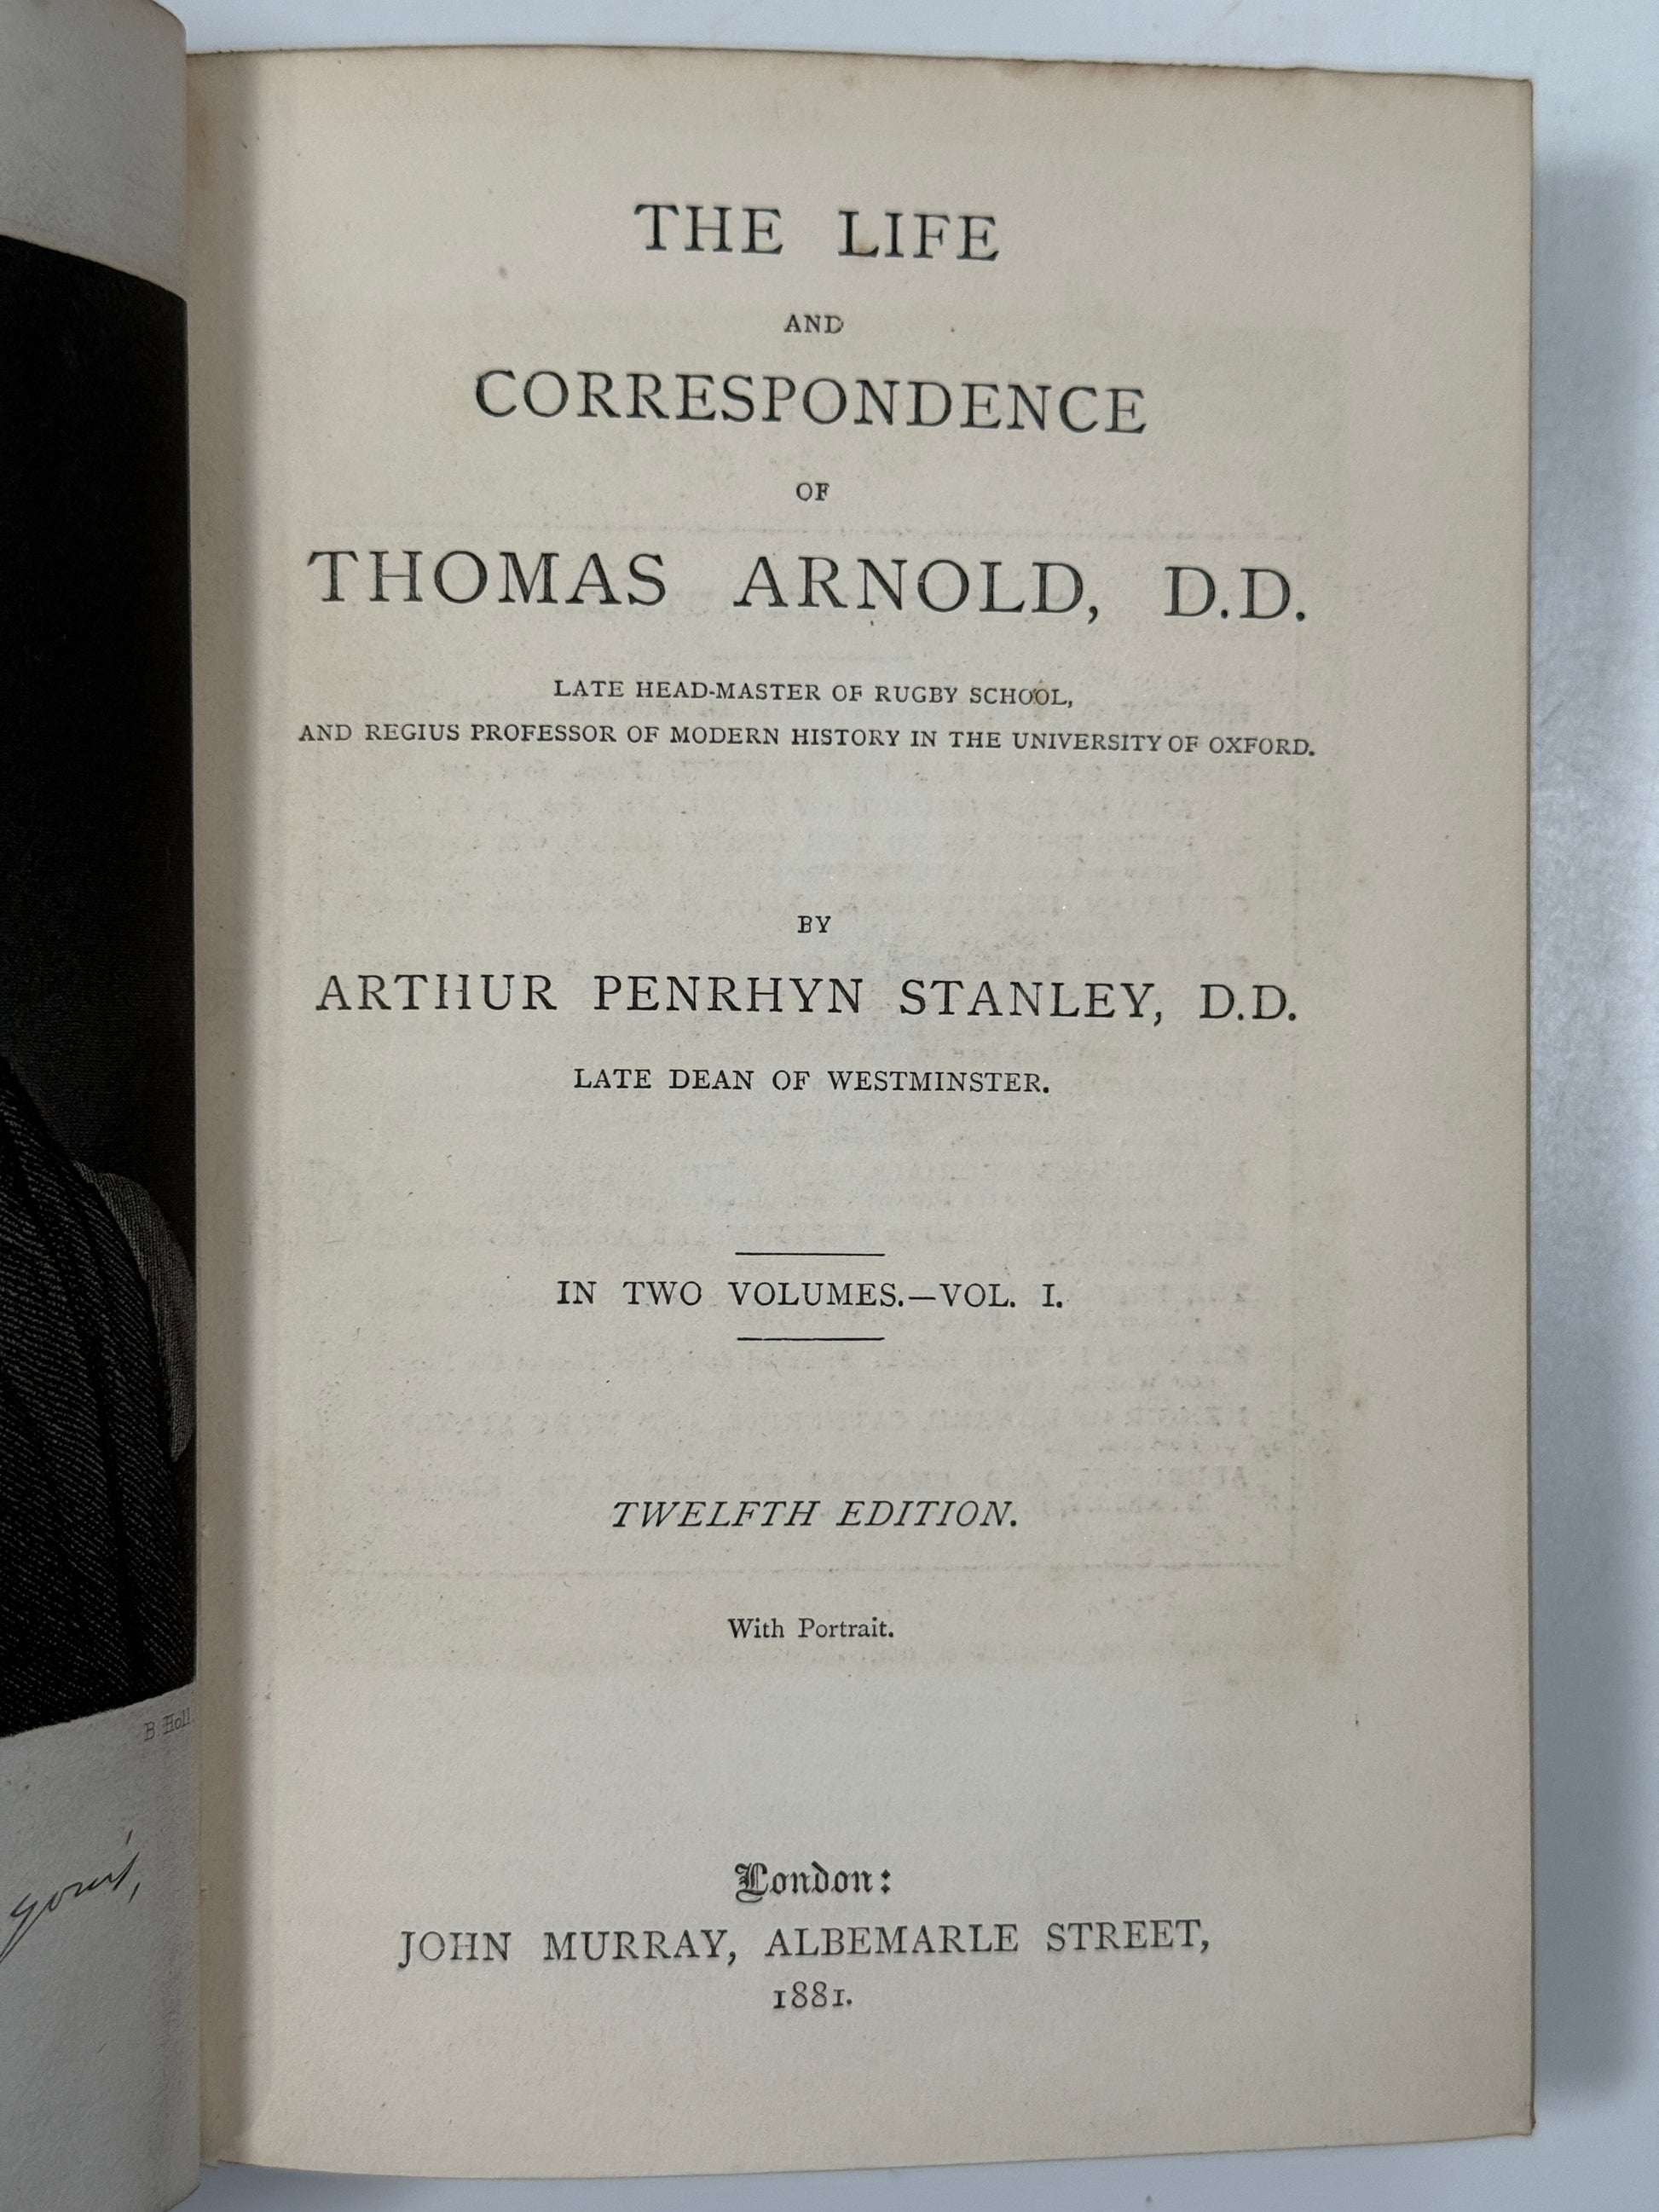 THE LIFE
AND
CORRESPONDENCE
OF
THOMAS ARNOLD, D.D.
LATE HEAD-MASTER OF RUGBY SCHOOL,
AND REGIUS PROFESSOR OF MODERN HISTORY IN THE UNIVERSITY OF OXFORD.
BY
ARTHUR PENRHYN STANLEY, D.D.
LATE DEAN OF WESTMINSTER.
IN TWO VOLUMES.—VOL. I.
TWELFTH EDITION.
With Portrait.
London:
JOHN MURRAY, ALBEMARLE STREET,
1881.
B. Holl